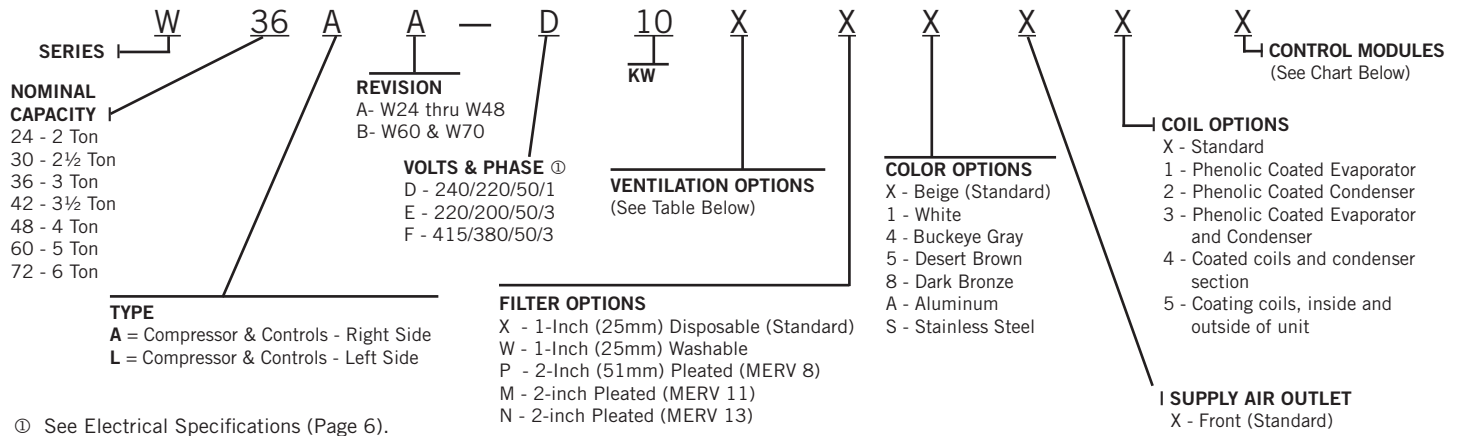 W 36 A A — D 10 X X X X X X
SERIES
CONTROL MODULES
(See Chart Below)
KW
NOMINAL
CAPACITY
24 - 2 Ton
30 - 2½ Ton
36 - 3 Ton
42 - 3½ Ton
48 - 4 Ton
60 - 5 Ton
72 - 6 Ton
REVISION
A- W24 thru W48
B- W60 & W70
VOLTS & PHASE ①
D - 240/220/50/1
E - 220/200/50/3
F - 415/380/50/3
VENTILATION OPTIONS
(See Table Below)
COLOR OPTIONS
X - Beige (Standard)
1 - White
4 - Buckeye Gray
5 - Desert Brown
8 - Dark Bronze
A - Aluminum
S - Stainless Steel
COIL OPTIONS
X - Standard
1 - Phenolic Coated Evaporator
2 - Phenolic Coated Condenser
3 - Phenolic Coated Evaporator
and Condenser
4 - Coated coils and condenser
section
5 - Coating coils, inside and
outside of unit
TYPE
A = Compressor & Controls - Right Side
L = Compressor & Controls - Left Side
FILTER OPTIONS
X - 1-Inch (25mm) Disposable (Standard)
W - 1-Inch (25mm) Washable
P - 2-Inch (51mm) Pleated (MERV 8)
M - 2-inch Pleated (MERV 11)
N - 2-inch Pleated (MERV 13)
SUPPLY AIR OUTLET
X - Front (Standard)
① See Electrical Specifications (Page 6).